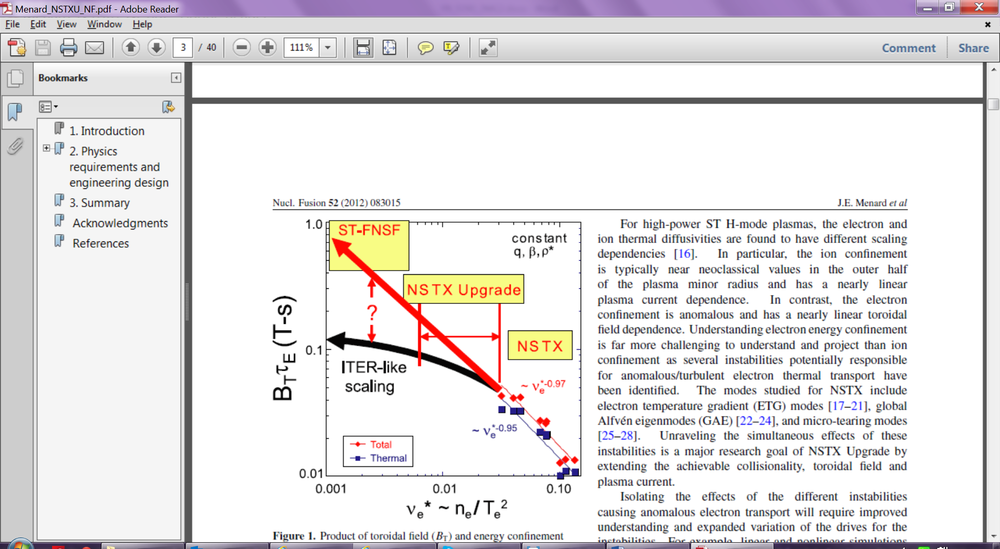 Menard_NSTXU_NF.pdf - Adobe Reader
File Edit View Window Help
3 / 40 111% Comment Share
Bookmarks
1. Introduction
2. Physics
requirements and
engineering design
3. Summary
Acknowledgments
References
Nucl. Fusion 52 (2012) 083015
J.E. Menard et al
1.0
0.1
0.01
0.001 0.01 0.10
B_T τ_E (T-s)
ν_e* ~ n_e/T_e²
ST-FNSF
constant
q, β, ρ*
NSTX Upgrade
?
NSTX
ITER-like
scaling
~ ν_e^*-0.97
~ ν_e^*-0.95
Total
Thermal
Figure 1. Product of toroidal field (B_T) and energy confinement
For high-power ST H-mode plasmas, the electron and
ion thermal diffusivities are found to have different scaling
dependencies [16]. In particular, the ion confinement
is typically near neoclassical values in the outer half
of the plasma minor radius and has a nearly linear
plasma current dependence. In contrast, the electron
confinement is anomalous and has a nearly linear toroidal
field dependence. Understanding electron energy confinement
is far more challenging to understand and project than ion
confinement as several instabilities potentially responsible
for anomalous/turbulent electron thermal transport have
been identified. The modes studied for NSTX include
electron temperature gradient (ETG) modes [17–21], global
Alfvén eigenmodes (GAE) [22–24], and micro-tearing modes
[25–28]. Unraveling the simultaneous effects of these
instabilities is a major research goal of NSTX Upgrade by
extending the achievable collisionality, toroidal field and
plasma current.
Isolating the effects of the different instabilities
causing anomalous electron transport will require improved
understanding and expanded variation of the drives for the
instabilities. For example, linear and nonlinear simulations